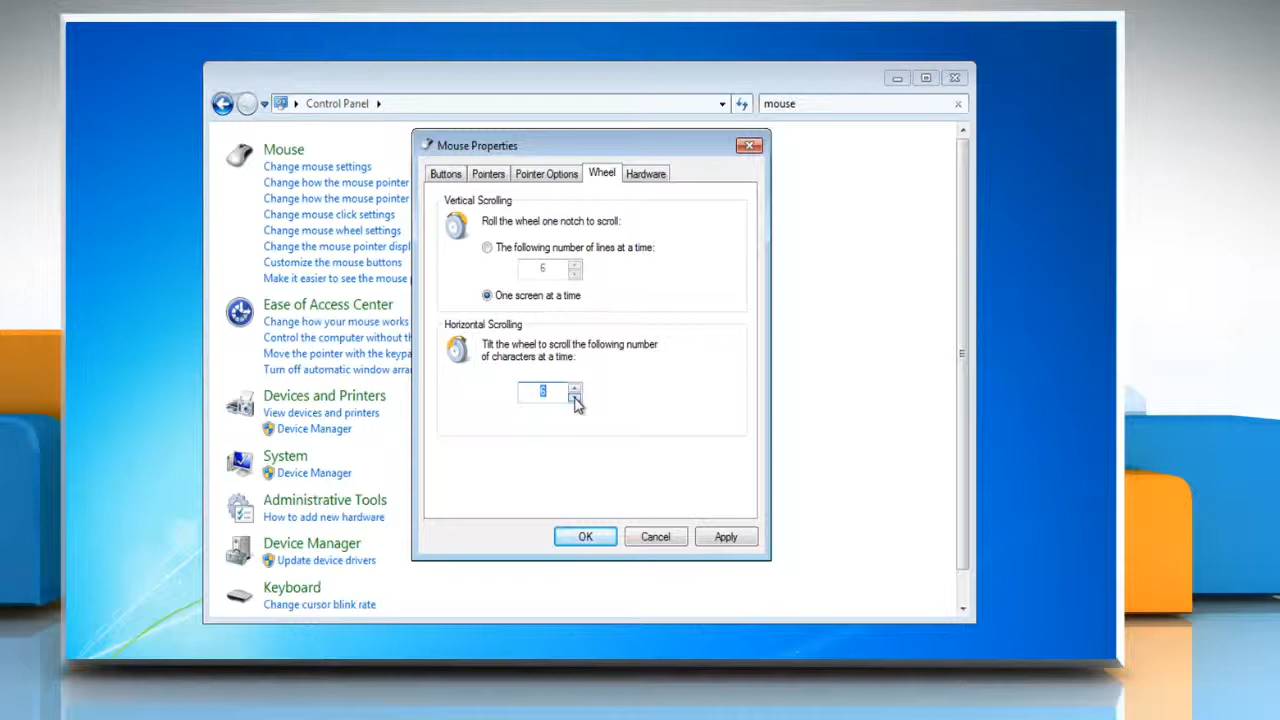 Control Panel
mouse
Mouse
Change mouse settings
Change how the mouse pointer
Change how the mouse pointer
Change mouse click settings
Change mouse wheel settings
Change the mouse pointer displ
Customize the mouse buttons
Make it easier to see the mouse
Ease of Access Center
Change how your mouse works
Control the computer without th
Move the pointer with the keypa
Turn off automatic window arran
Devices and Printers
View devices and printers
Device Manager
System
Device Manager
Administrative Tools
How to add new hardware
Device Manager
Update device drivers
Keyboard
Change cursor blink rate
Mouse Properties
Buttons Pointers Pointer Options Wheel Hardware
Vertical Scrolling
Roll the wheel one notch to scroll:
The following number of lines at a time:
6
One screen at a time
Horizontal Scrolling
Tilt the wheel to scroll the following number
of characters at a time:
6
OK Cancel Apply